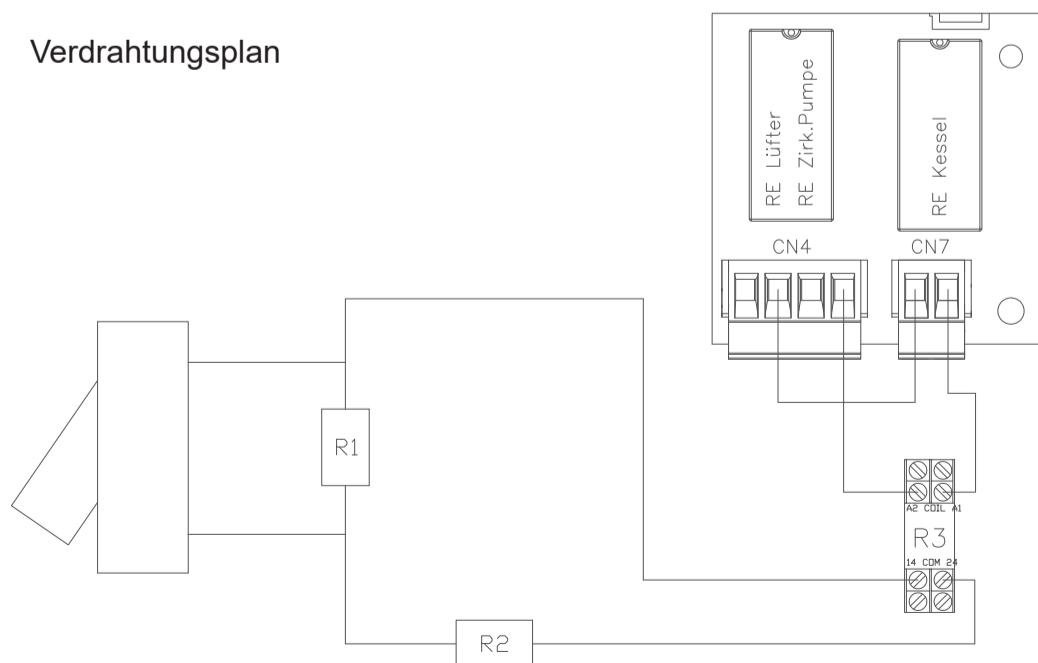 Verdrahtungsplan
RE Lüfter
RE Zirk.Pumpe
RE Kessel
CN4
CN7
R1
A2 COIL A1
R3
14 COM 24
R2